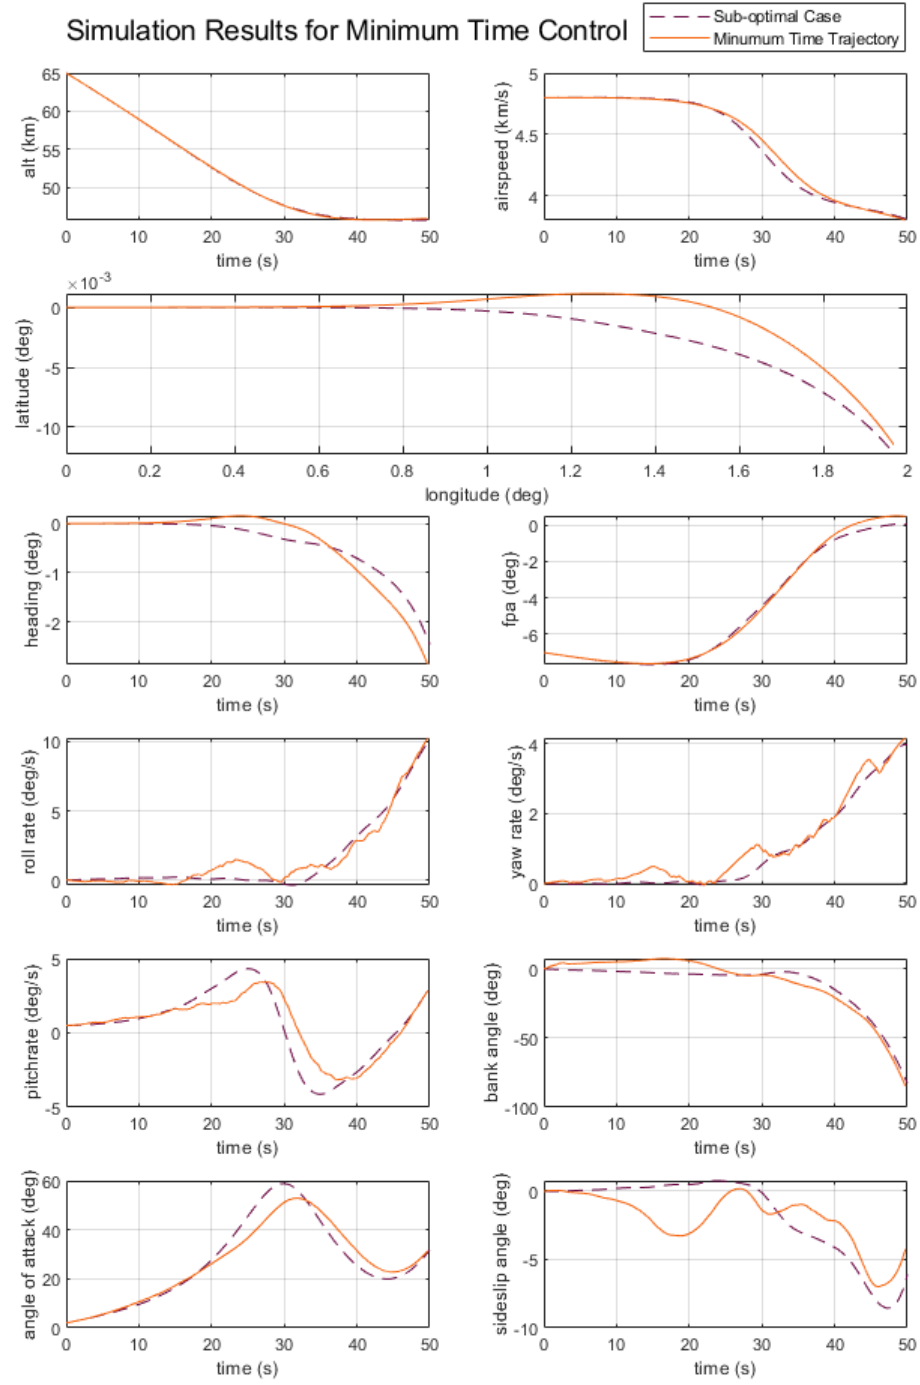 Simulation Results for Minimum Time Control
Sub-optimal Case
Minumum Time Trajectory
65
60
55
50
alt (km)
0 10 20 30 40 50
time (s)
5
4.5
4
airspeed (km/s)
0 10 20 30 40 50
time (s)
×10-3
0
-5
-10
latitude (deg)
0 0.2 0.4 0.6 0.8 1 1.2 1.4 1.6 1.8 2
longitude (deg)
0
-1
-2
heading (deg)
0 10 20 30 40 50
time (s)
0
-2
-4
-6
fpa (deg)
0 10 20 30 40 50
time (s)
10
5
0
roll rate (deg/s)
0 10 20 30 40 50
time (s)
4
2
0
yaw rate (deg/s)
0 10 20 30 40 50
time (s)
5
0
-5
pitchrate (deg/s)
0 10 20 30 40 50
time (s)
0
-50
-100
bank angle (deg)
0 10 20 30 40 50
time (s)
60
40
20
0
angle of attack (deg)
0 10 20 30 40 50
time (s)
0
-5
-10
sideslip angle (deg)
0 10 20 30 40 50
time (s)